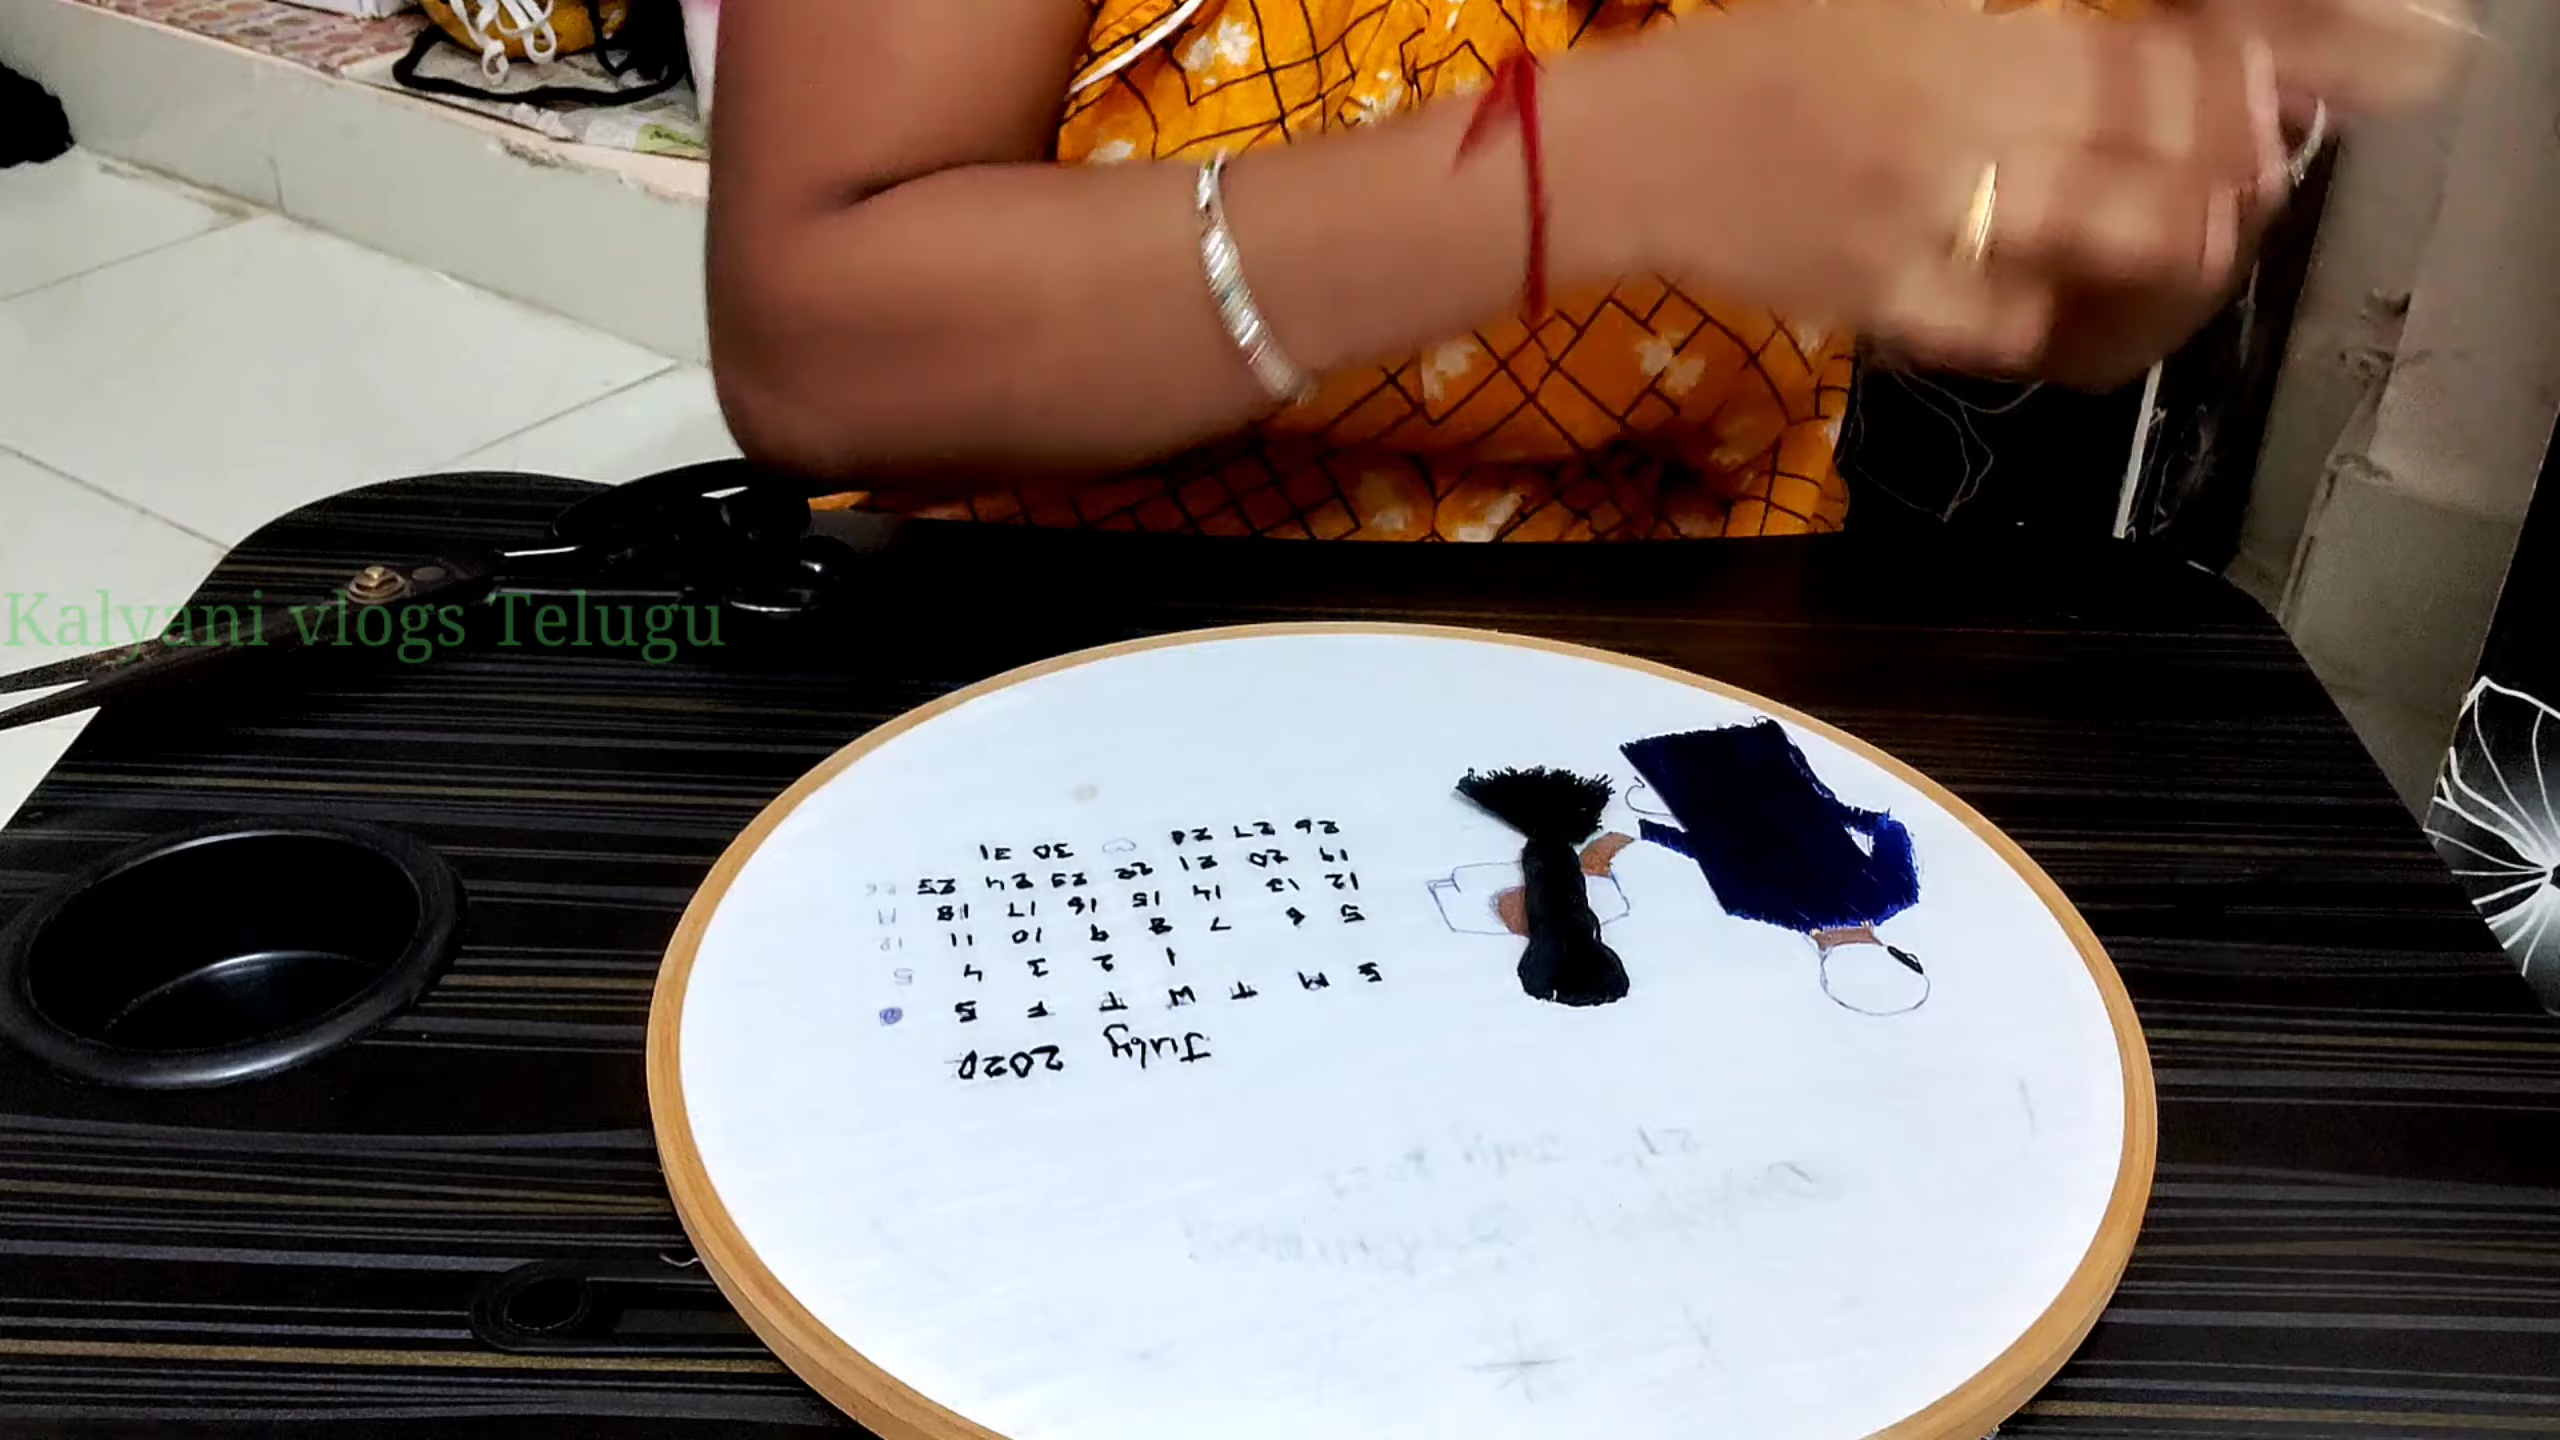 Kalyani vlogs Telugu
July 2020
S M T W T F S
1 2 3 4
5 6 7 8 9 10 11
12 13 14 15 16 17 18
19 20 21 22 23 24 25
26 27 28 30 31
July